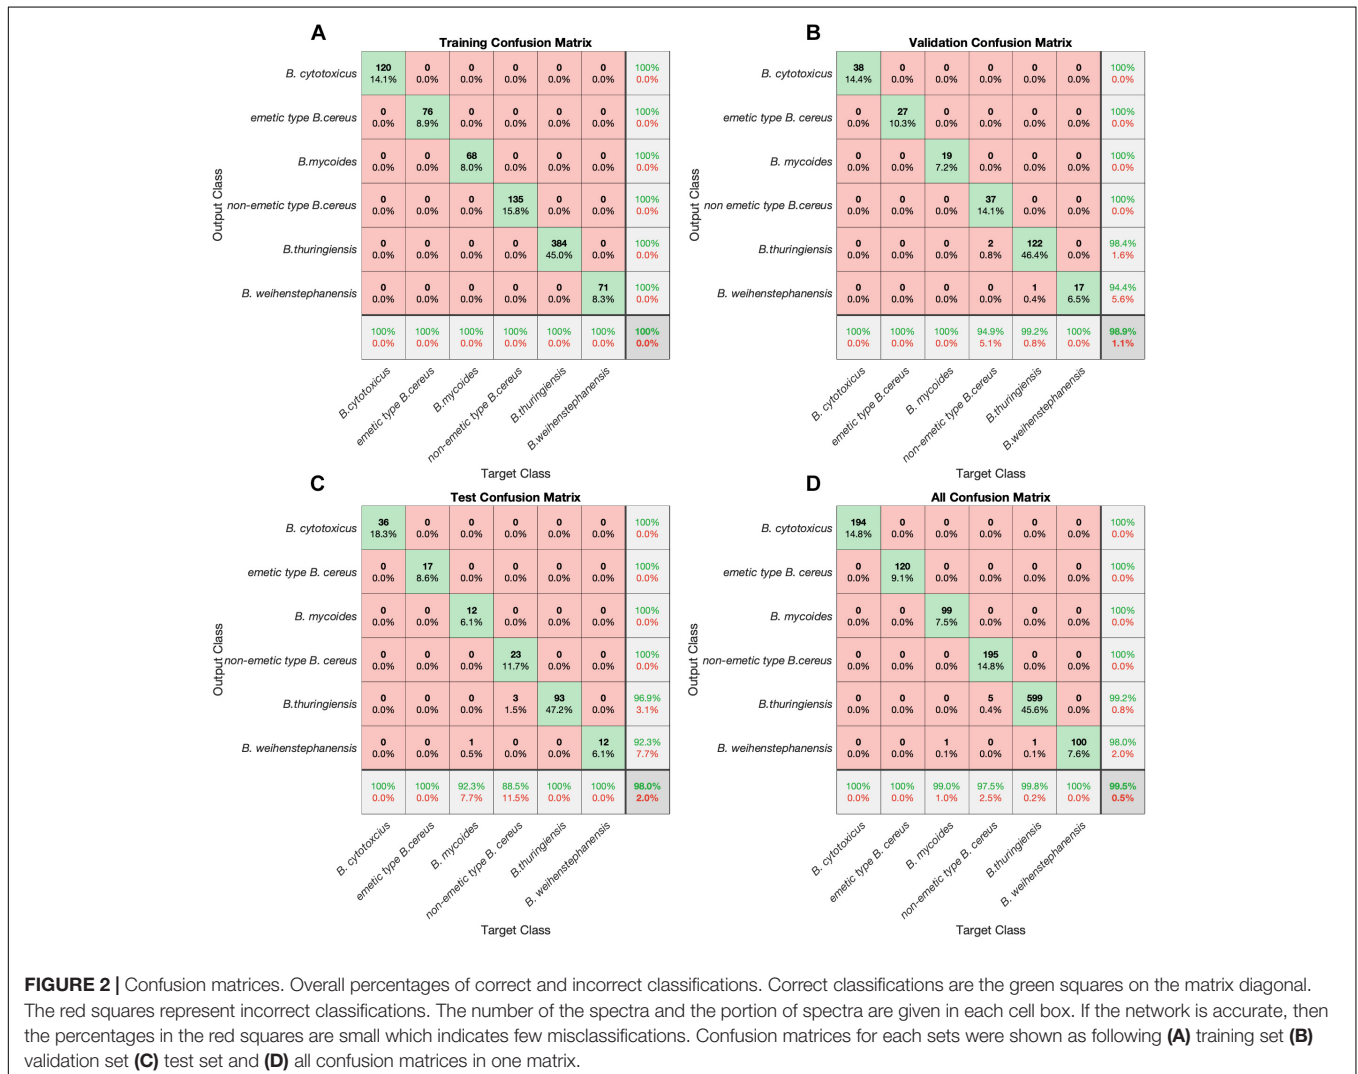 A
Training Confusion Matrix
B. cytotoxicus 120 0 0 0 0 0 100%
14.1% 0.0% 0.0% 0.0% 0.0% 0.0% 0.0%
emetic type B.cereus 0 76 0 0 0 0 100%
0.0% 8.9% 0.0% 0.0% 0.0% 0.0% 0.0%
B.mycoides 0 0 68 0 0 0 100%
0.0% 0.0% 8.0% 0.0% 0.0% 0.0% 0.0%
non-emetic type B.cereus 0 0 0 135 0 0 100%
0.0% 0.0% 0.0% 15.8% 0.0% 0.0% 0.0%
B.thuringiensis 0 0 0 0 384 0 100%
0.0% 0.0% 0.0% 0.0% 45.0% 0.0% 0.0%
B. weihenstephanensis 0 0 0 0 0 71 100%
0.0% 0.0% 0.0% 0.0% 0.0% 8.3% 0.0%
100% 100% 100% 100% 100% 100% 100%
0.0% 0.0% 0.0% 0.0% 0.0% 0.0% 0.0%
Output Class
B.cytotoxicus
emetic type B.cereus
B.mycoides
non-emetic type B.cereus
B.thuringiensis
B.weihenstephanensis
Target Class
B
Validation Confusion Matrix
B. cytotoxicus 38 0 0 0 0 0 100%
14.4% 0.0% 0.0% 0.0% 0.0% 0.0% 0.0%
emetic type B. cereus 0 27 0 0 0 0 100%
0.0% 10.3% 0.0% 0.0% 0.0% 0.0% 0.0%
B. mycoides 0 0 19 0 0 0 100%
0.0% 0.0% 7.2% 0.0% 0.0% 0.0% 0.0%
non emetic type B.cereus 0 0 0 37 0 0 100%
0.0% 0.0% 0.0% 14.1% 0.0% 0.0% 0.0%
B.thuringiensis 0 0 0 2 122 0 98.4%
0.0% 0.0% 0.0% 0.8% 46.4% 0.0% 1.6%
B. weihenstephanensis 0 0 0 0 1 17 94.4%
0.0% 0.0% 0.0% 0.0% 0.4% 6.5% 5.6%
100% 100% 100% 94.9% 99.2% 100% 98.9%
0.0% 0.0% 0.0% 5.1% 0.8% 0.0% 1.1%
Output Class
B. cytotoxicus
emetic type B. cereus
B. mycoides
non-emetic type B.cereus
B.thuringiensis
B.weihenstephanensis
Target Class
C
Test Confusion Matrix
B. cytotoxicus 36 0 0 0 0 0 100%
18.3% 0.0% 0.0% 0.0% 0.0% 0.0% 0.0%
emetic type B. cereus 0 17 0 0 0 0 100%
0.0% 8.6% 0.0% 0.0% 0.0% 0.0% 0.0%
B. mycoides 0 0 12 0 0 0 100%
0.0% 0.0% 6.1% 0.0% 0.0% 0.0% 0.0%
non-emetic type B. cereus 0 0 0 23 0 0 100%
0.0% 0.0% 0.0% 11.7% 0.0% 0.0% 0.0%
B.thuringiensis 0 0 0 3 93 0 96.9%
0.0% 0.0% 0.0% 1.5% 47.2% 0.0% 3.1%
B. weihenstephanensis 0 0 1 0 0 12 92.3%
0.0% 0.0% 0.5% 0.0% 0.0% 6.1% 7.7%
100% 100% 92.3% 88.5% 100% 100% 98.0%
0.0% 0.0% 7.7% 11.5% 0.0% 0.0% 2.0%
Output Class
B. cytotoxcius
emetic type B.cereus
B. mycoides
non-emetic type B. cereus
B.thuringiensis
B. weihenstephanensis
Target Class
D
All Confusion Matrix
B. cytotoxicus 194 0 0 0 0 0 100%
14.8% 0.0% 0.0% 0.0% 0.0% 0.0% 0.0%
emetic type B. cereus 0 120 0 0 0 0 100%
0.0% 9.1% 0.0% 0.0% 0.0% 0.0% 0.0%
B. mycoides 0 0 99 0 0 0 100%
0.0% 0.0% 7.5% 0.0% 0.0% 0.0% 0.0%
non-emetic type B.cereus 0 0 0 195 0 0 100%
0.0% 0.0% 0.0% 14.8% 0.0% 0.0% 0.0%
B.thuringiensis 0 0 0 5 599 0 99.2%
0.0% 0.0% 0.0% 0.4% 45.6% 0.0% 0.8%
B. weihenstephanensis 0 0 1 0 1 100 98.0%
0.0% 0.0% 0.1% 0.0% 0.1% 7.6% 2.0%
100% 100% 99.0% 97.5% 99.8% 100% 99.5%
0.0% 0.0% 1.0% 2.5% 0.2% 0.0% 0.5%
Output Class
B. cytotoxicus
emetic type B. cereus
B. mycoides
non-emetic type B. cereus
B.thuringiensis
B. weihenstephanensis
Target Class
FIGURE 2 | Confusion matrices. Overall percentages of correct and incorrect classifications. Correct classifications are the green squares on the matrix diagonal.
The red squares represent incorrect classifications. The number of the spectra and the portion of spectra are given in each cell box. If the network is accurate, then
the percentages in the red squares are small which indicates few misclassifications. Confusion matrices for each sets were shown as following (A) training set (B)
validation set (C) test set and (D) all confusion matrices in one matrix.